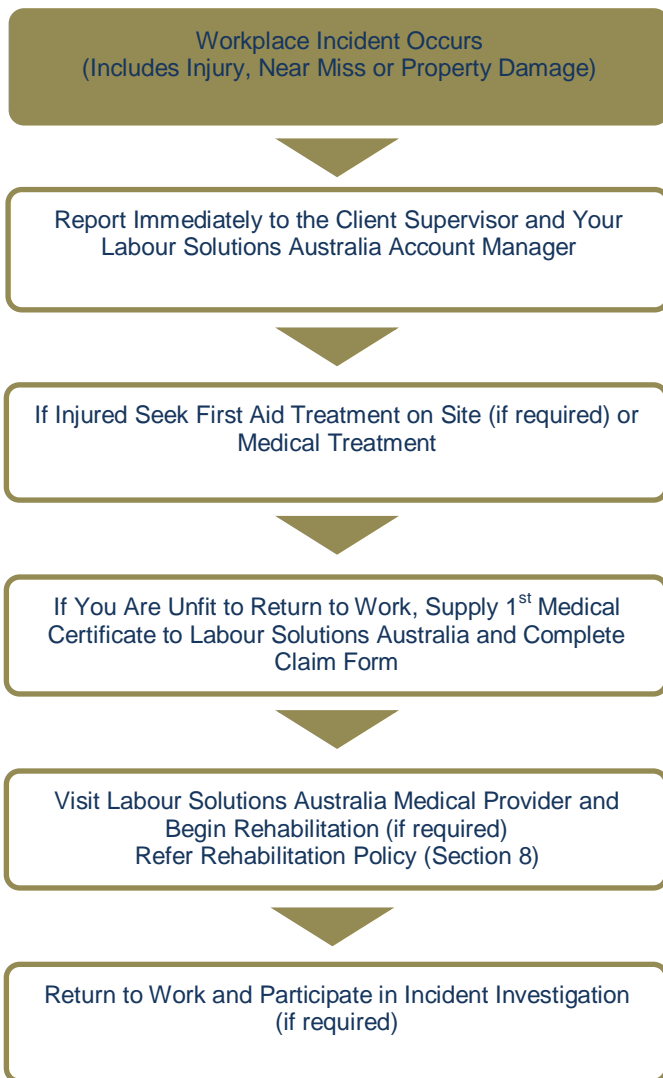 Workplace Incident Occurs
(Includes Injury, Near Miss or Property Damage)
Report Immediately to the Client Supervisor and Your
Labour Solutions Australia Account Manager
If Injured Seek First Aid Treatment on Site (if required) or
Medical Treatment
If You Are Unfit to Return to Work, Supply 1st Medical
Certificate to Labour Solutions Australia and Complete
Claim Form
Visit Labour Solutions Australia Medical Provider and
Begin Rehabilitation (if required)
Refer Rehabilitation Policy (Section 8)
Return to Work and Participate in Incident Investigation
(if required)